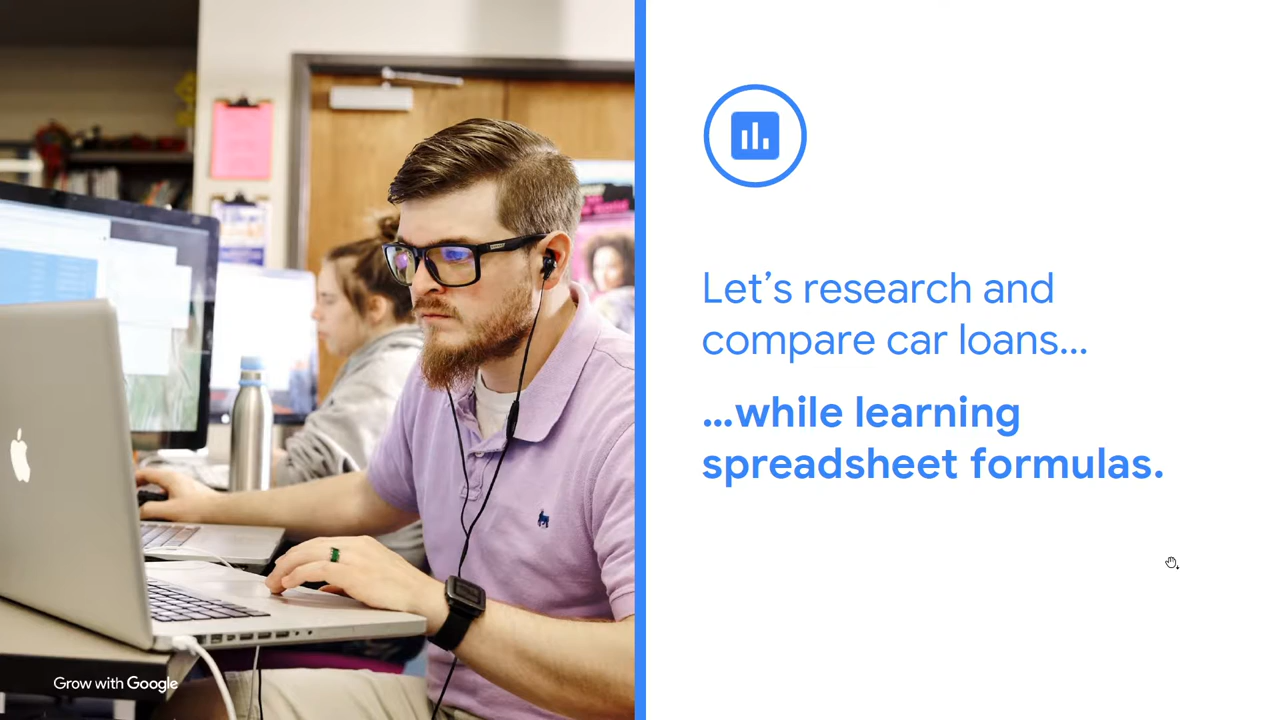 Let’s research and
compare car loans...
...while learning
spreadsheet formulas.
Grow with Google